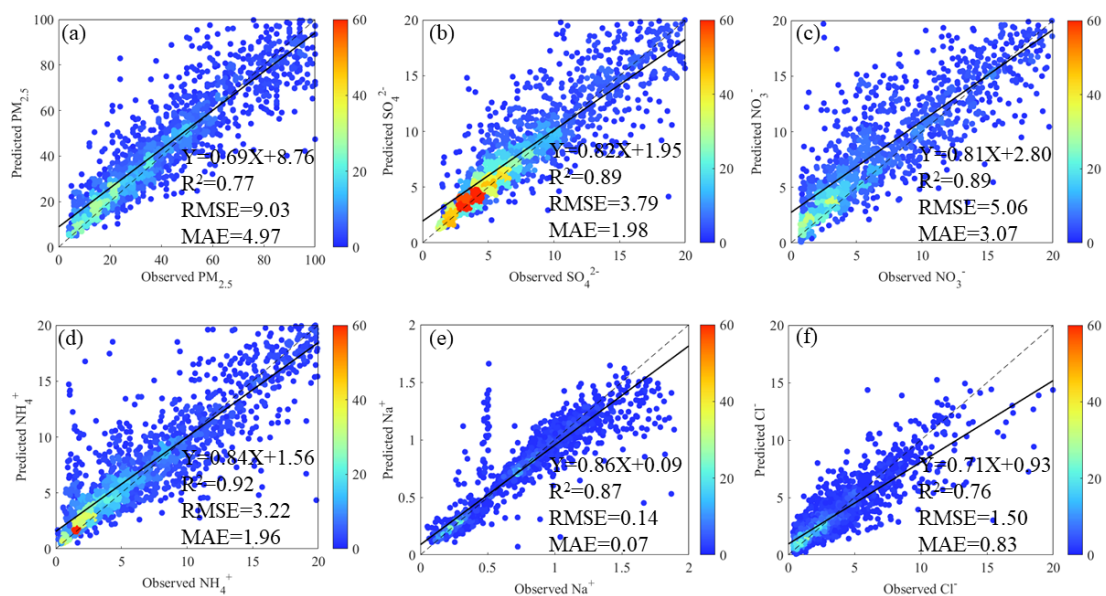 (a)
Predicted PM2.5
100
80
60
40
20
0
0 20 40 60 80 100
Observed PM2.5
Y=0.69X+8.76
R²=0.77
RMSE=9.03
MAE=4.97
60
40
20
0
(b)
Predicted SO₄²⁻
20
15
10
5
0
0 5 10 15 20
Observed SO₄²⁻
Y=0.82X+1.95
R²=0.89
RMSE=3.79
MAE=1.98
60
40
20
0
(c)
Predicted NO₃⁻
20
15
10
5
0
0 5 10 15 20
Observed NO₃⁻
Y=0.81X+2.80
R²=0.89
RMSE=5.06
MAE=3.07
60
40
20
0
(d)
Predicted NH₄⁺
20
15
10
5
0
0 5 10 15 20
Observed NH₄⁺
Y=0.84X+1.56
R²=0.92
RMSE=3.22
MAE=1.96
60
40
20
0
(e)
Predicted Na⁺
2
1.5
1
0.5
0
0 0.5 1 1.5 2
Observed Na⁺
Y=0.86X+0.09
R²=0.87
RMSE=0.14
MAE=0.07
60
40
20
0
(f)
Predicted Cl⁻
20
15
10
5
0
0 5 10 15 20
Observed Cl⁻
Y=0.71X+0.93
R²=0.76
RMSE=1.50
MAE=0.83
60
40
20
0